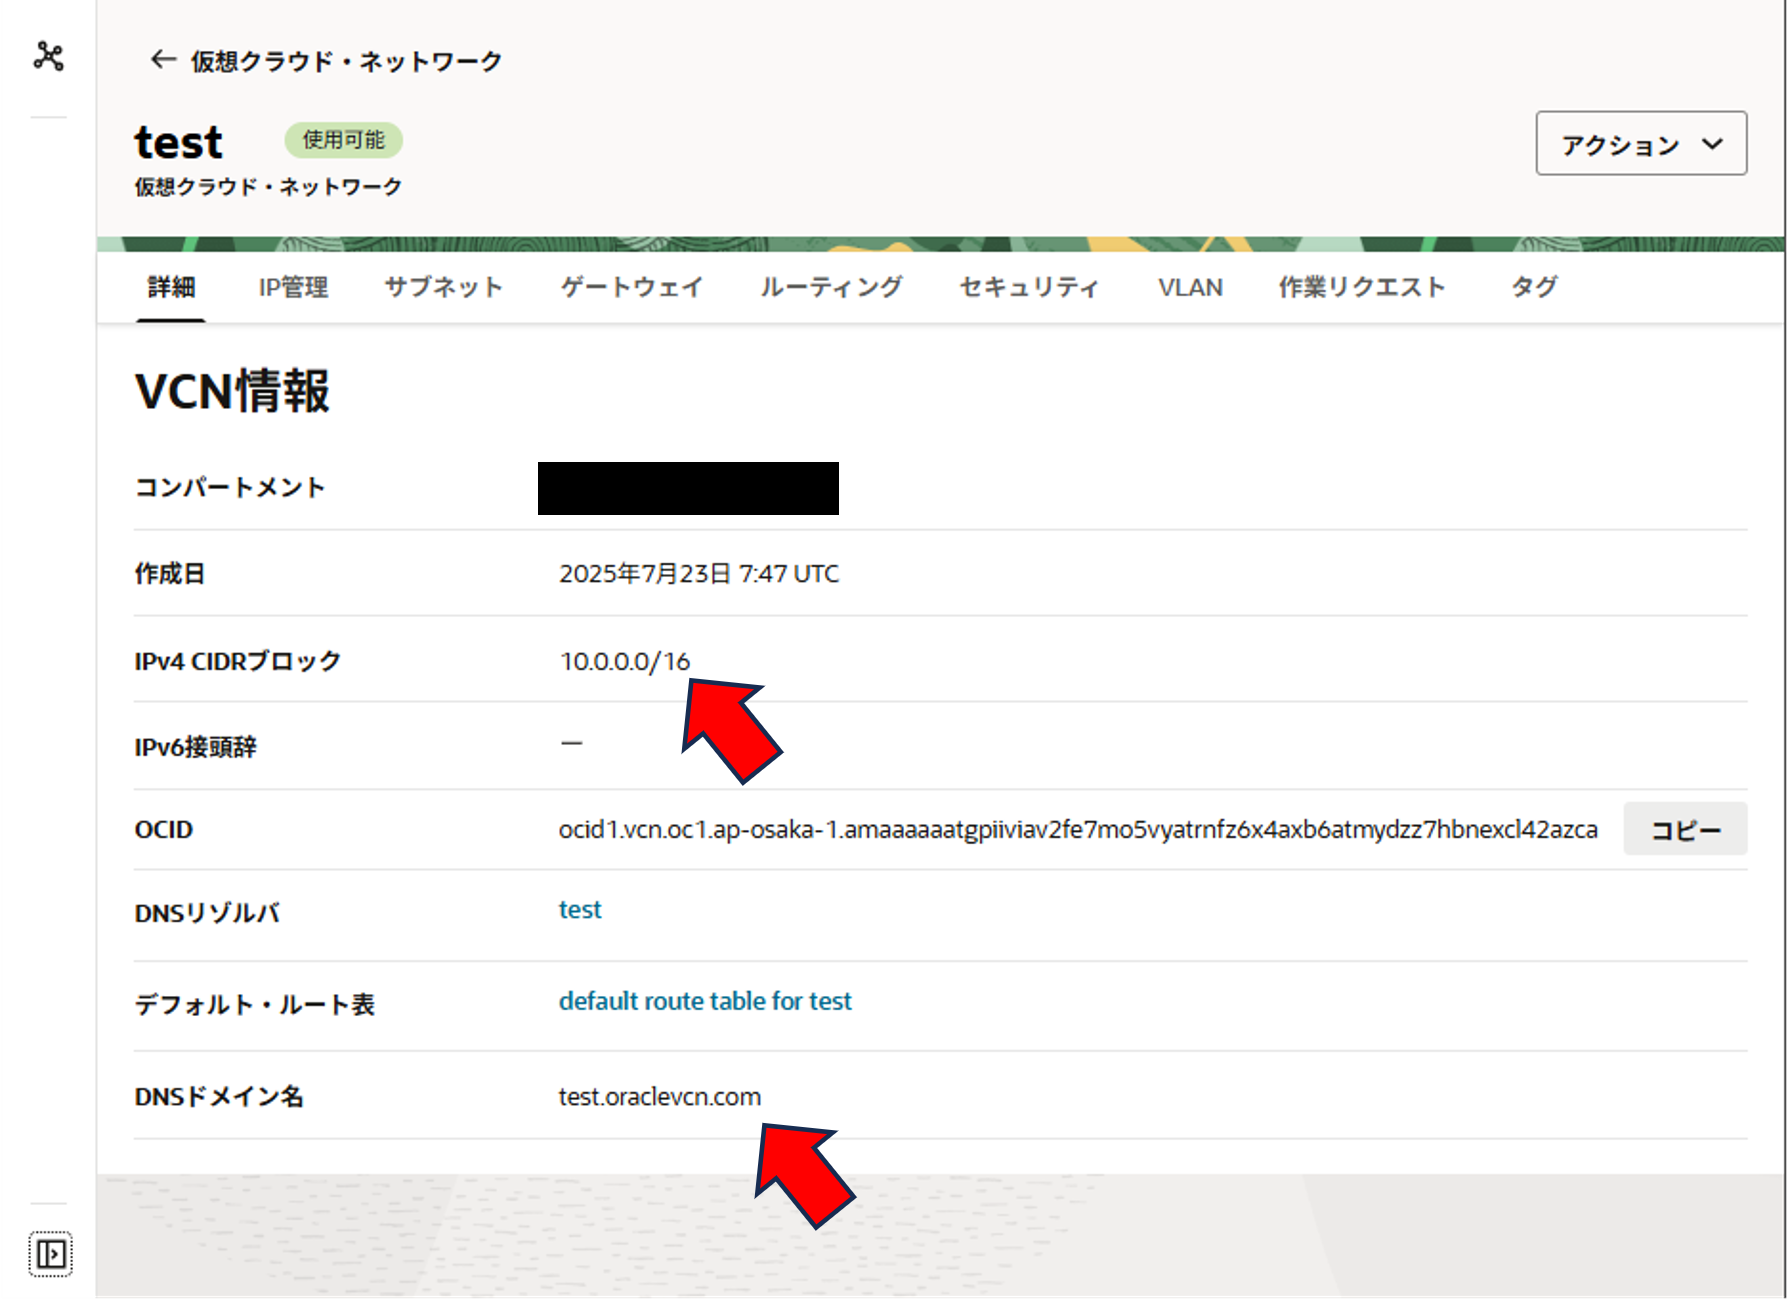 ← 仮想クラウド・ネットワーク
test 使用可能
アクション
仮想クラウド・ネットワーク
詳細 IP管理 サブネット ゲートウェイ ルーティング セキュリティ VLAN 作業リクエスト タグ
VCN情報
コンパートメント
作成日 2025年7月23日 7:47 UTC
IPv4 CIDRブロック 10.0.0.0/16
IPv6接頭辞 —
OCID ocid1.vcn.oc1.ap-osaka-1.amaaaaaatgpiiviav2fe7mo5vyatrnfz6x4axb6atmydzz7hbnexcl42azca コピー
DNSリゾルバ test
デフォルト・ルート表 default route table for test
DNSドメイン名 test.oraclevcn.com